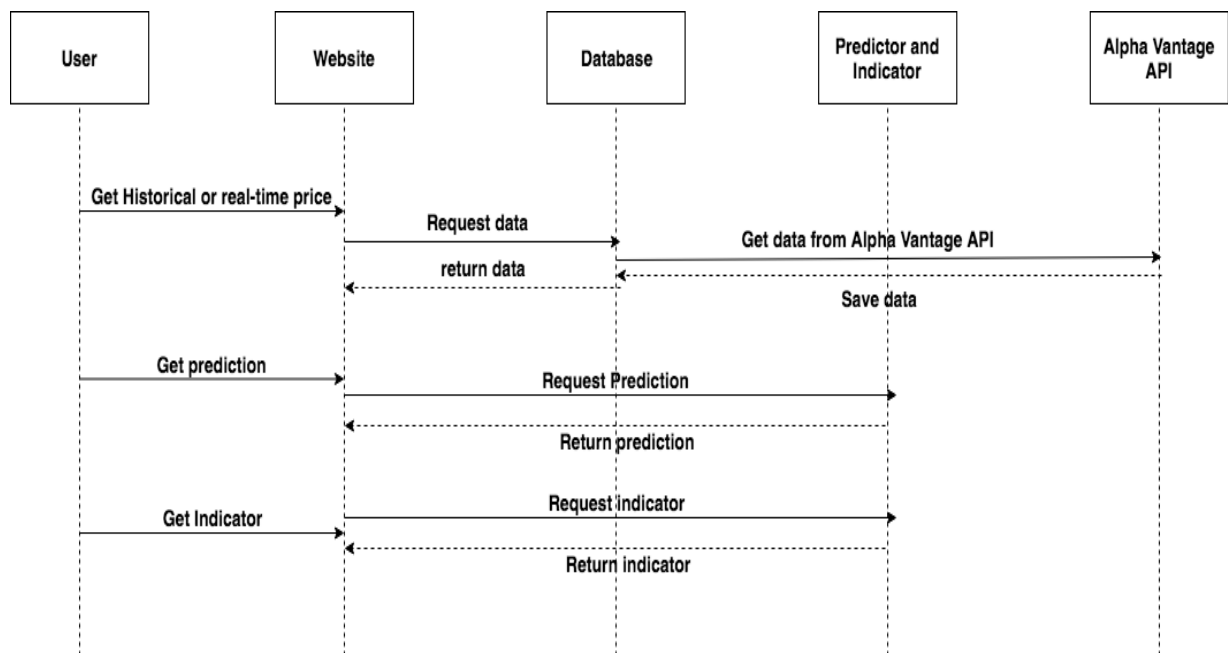 User
Website
Database
Predictor and
Indicator
Alpha Vantage
API
Get Historical or real-time price
Request data
Get data from Alpha Vantage API
return data
Save data
Get prediction
Request Prediction
Return prediction
Request indicator
Get Indicator
Return indicator